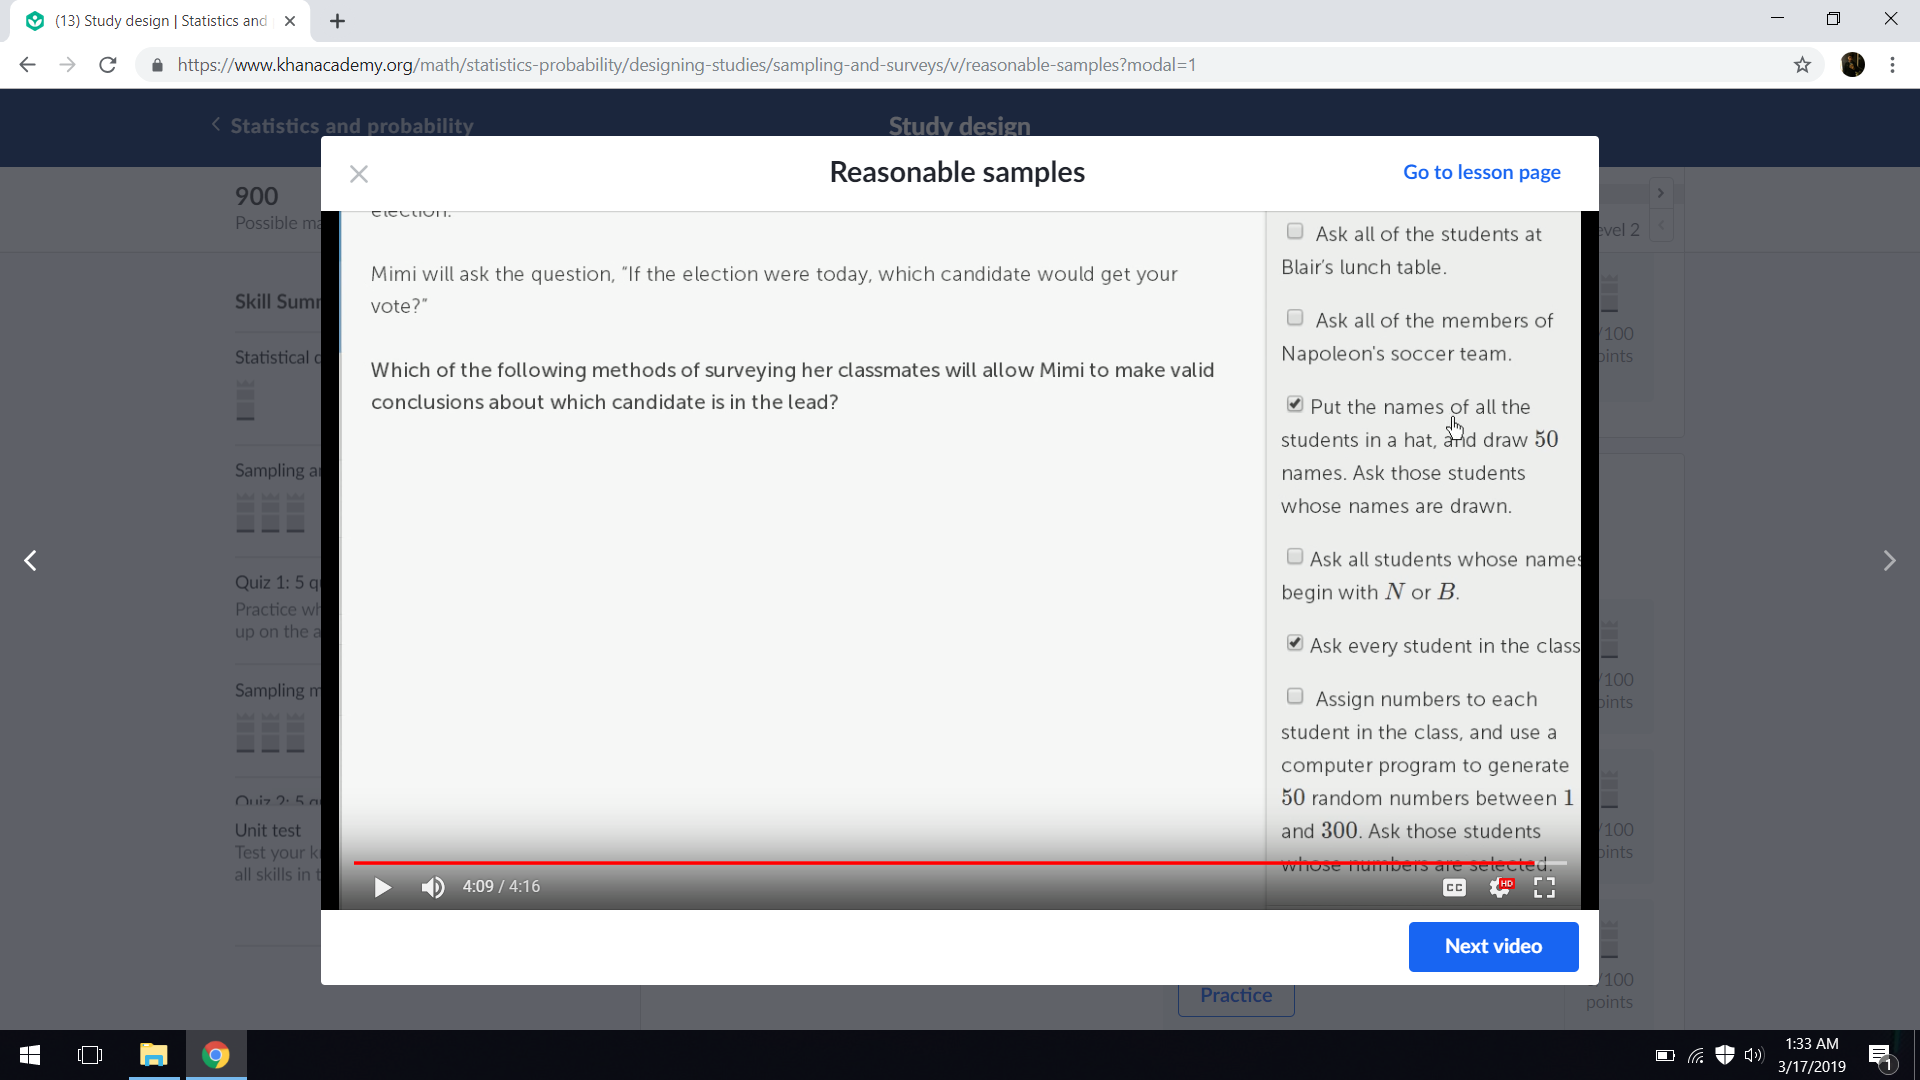 (13) Study design | Statistics and
https://www.khanacademy.org/math/statistics-probability/designing-studies/sampling-and-surveys/v/reasonable-samples?modal=1
Statistics and probability
Study design
900
Possible ma
Skill Summ
Statistical q
Sampling an
Quiz 1: 5 qu
Practice wh
up on the a
Sampling m
Quiz 2: 5 qu
Unit test
Test your k
all skills in t
Reasonable samples
Go to lesson page
election.
Mimi will ask the question, "If the election were today, which candidate would get your
vote?"
Which of the following methods of surveying her classmates will allow Mimi to make valid
conclusions about which candidate is in the lead?
Ask all of the students at
Blair's lunch table.
Ask all of the members of
Napoleon's soccer team.
Put the names of all the
students in a hat, and draw 50
names. Ask those students
whose names are drawn.
Ask all students whose names
begin with N or B.
Ask every student in the class
Assign numbers to each
student in the class, and use a
computer program to generate
50 random numbers between 1
and 300. Ask those students
whose numbers are selected.
4:09 / 4:16
CC
HD
Next video
Practice
evel 2
/100
oints
/100
oints
/100
oints
/100
points
1:33 AM
3/17/2019
1